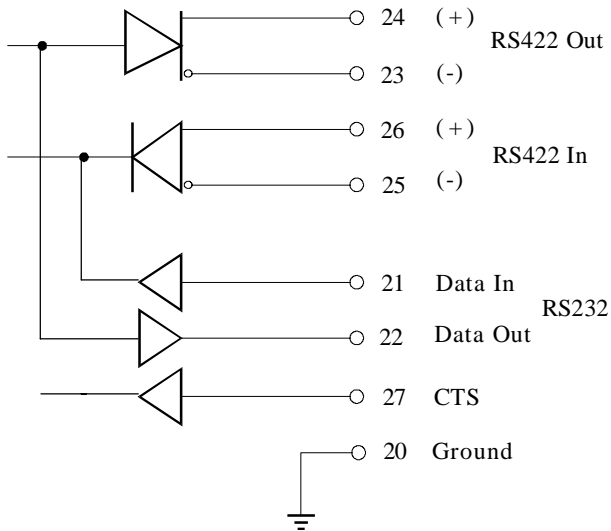 24 (+)
RS422 Out
23 (-)
26 (+)
RS422 In
25 (-)
21 Data In
RS232
22 Data Out
27 CTS
20 Ground